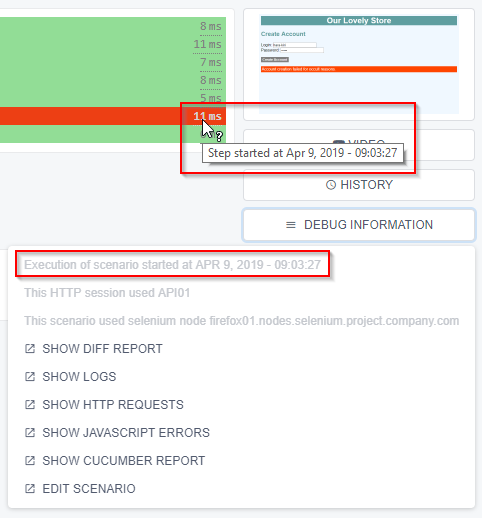 8 ms
11 ms
7 ms
8 ms
5 ms
11 ms
Step started at Apr 9, 2019 - 09:03:27
Our Lovely Store
Create Account
Login:
Password
Create Account
Account creation failed for occult reasons.
VIDEO
HISTORY
DEBUG INFORMATION
Execution of scenario started at APR 9, 2019 - 09:03:27
This HTTP session used API01
This scenario used selenium node firefox01.nodes.selenium.project.company.com
SHOW DIFF REPORT
SHOW LOGS
SHOW HTTP REQUESTS
SHOW JAVASCRIPT ERRORS
SHOW CUCUMBER REPORT
EDIT SCENARIO